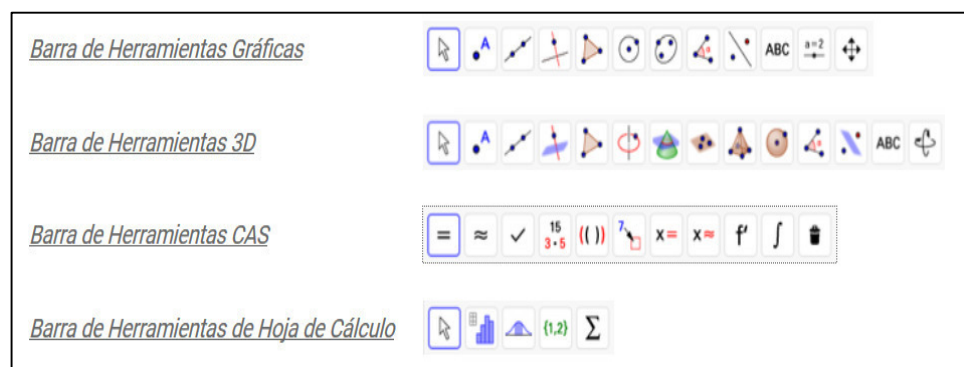 Barra de Herramientas Gráficas A ABC a=2
Barra de Herramientas 3D A ABC
Barra de Herramientas CAS = ≈ ✓ 15 3·5 (( )) 7 x= x≈ f' ∫
Barra de Herramientas de Hoja de Cálculo {1,2} Σ